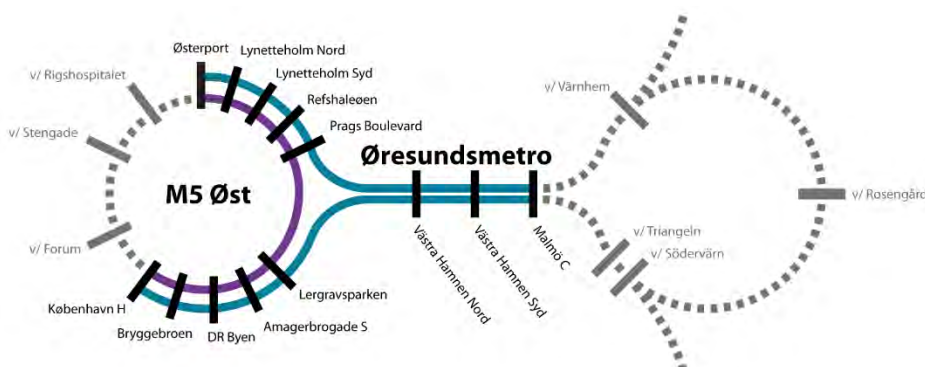 Østerport
Lynetteholm Nord
v/ Rigshospitalet
Lynetteholm Syd
v/ Värnhem
Refshaleøen
v/ Stengade
Prags Boulevard
Øresundsmetro
M5 Øst
v/ Rosengård
v/ Forum
v/ Triangeln
v/ Södervärn
Västra Hamnen Nord
Västra Hamnen Syd
Malmö C
Lergravsparken
København H
Amagerbrogade S
Bryggebroen
DR Byen